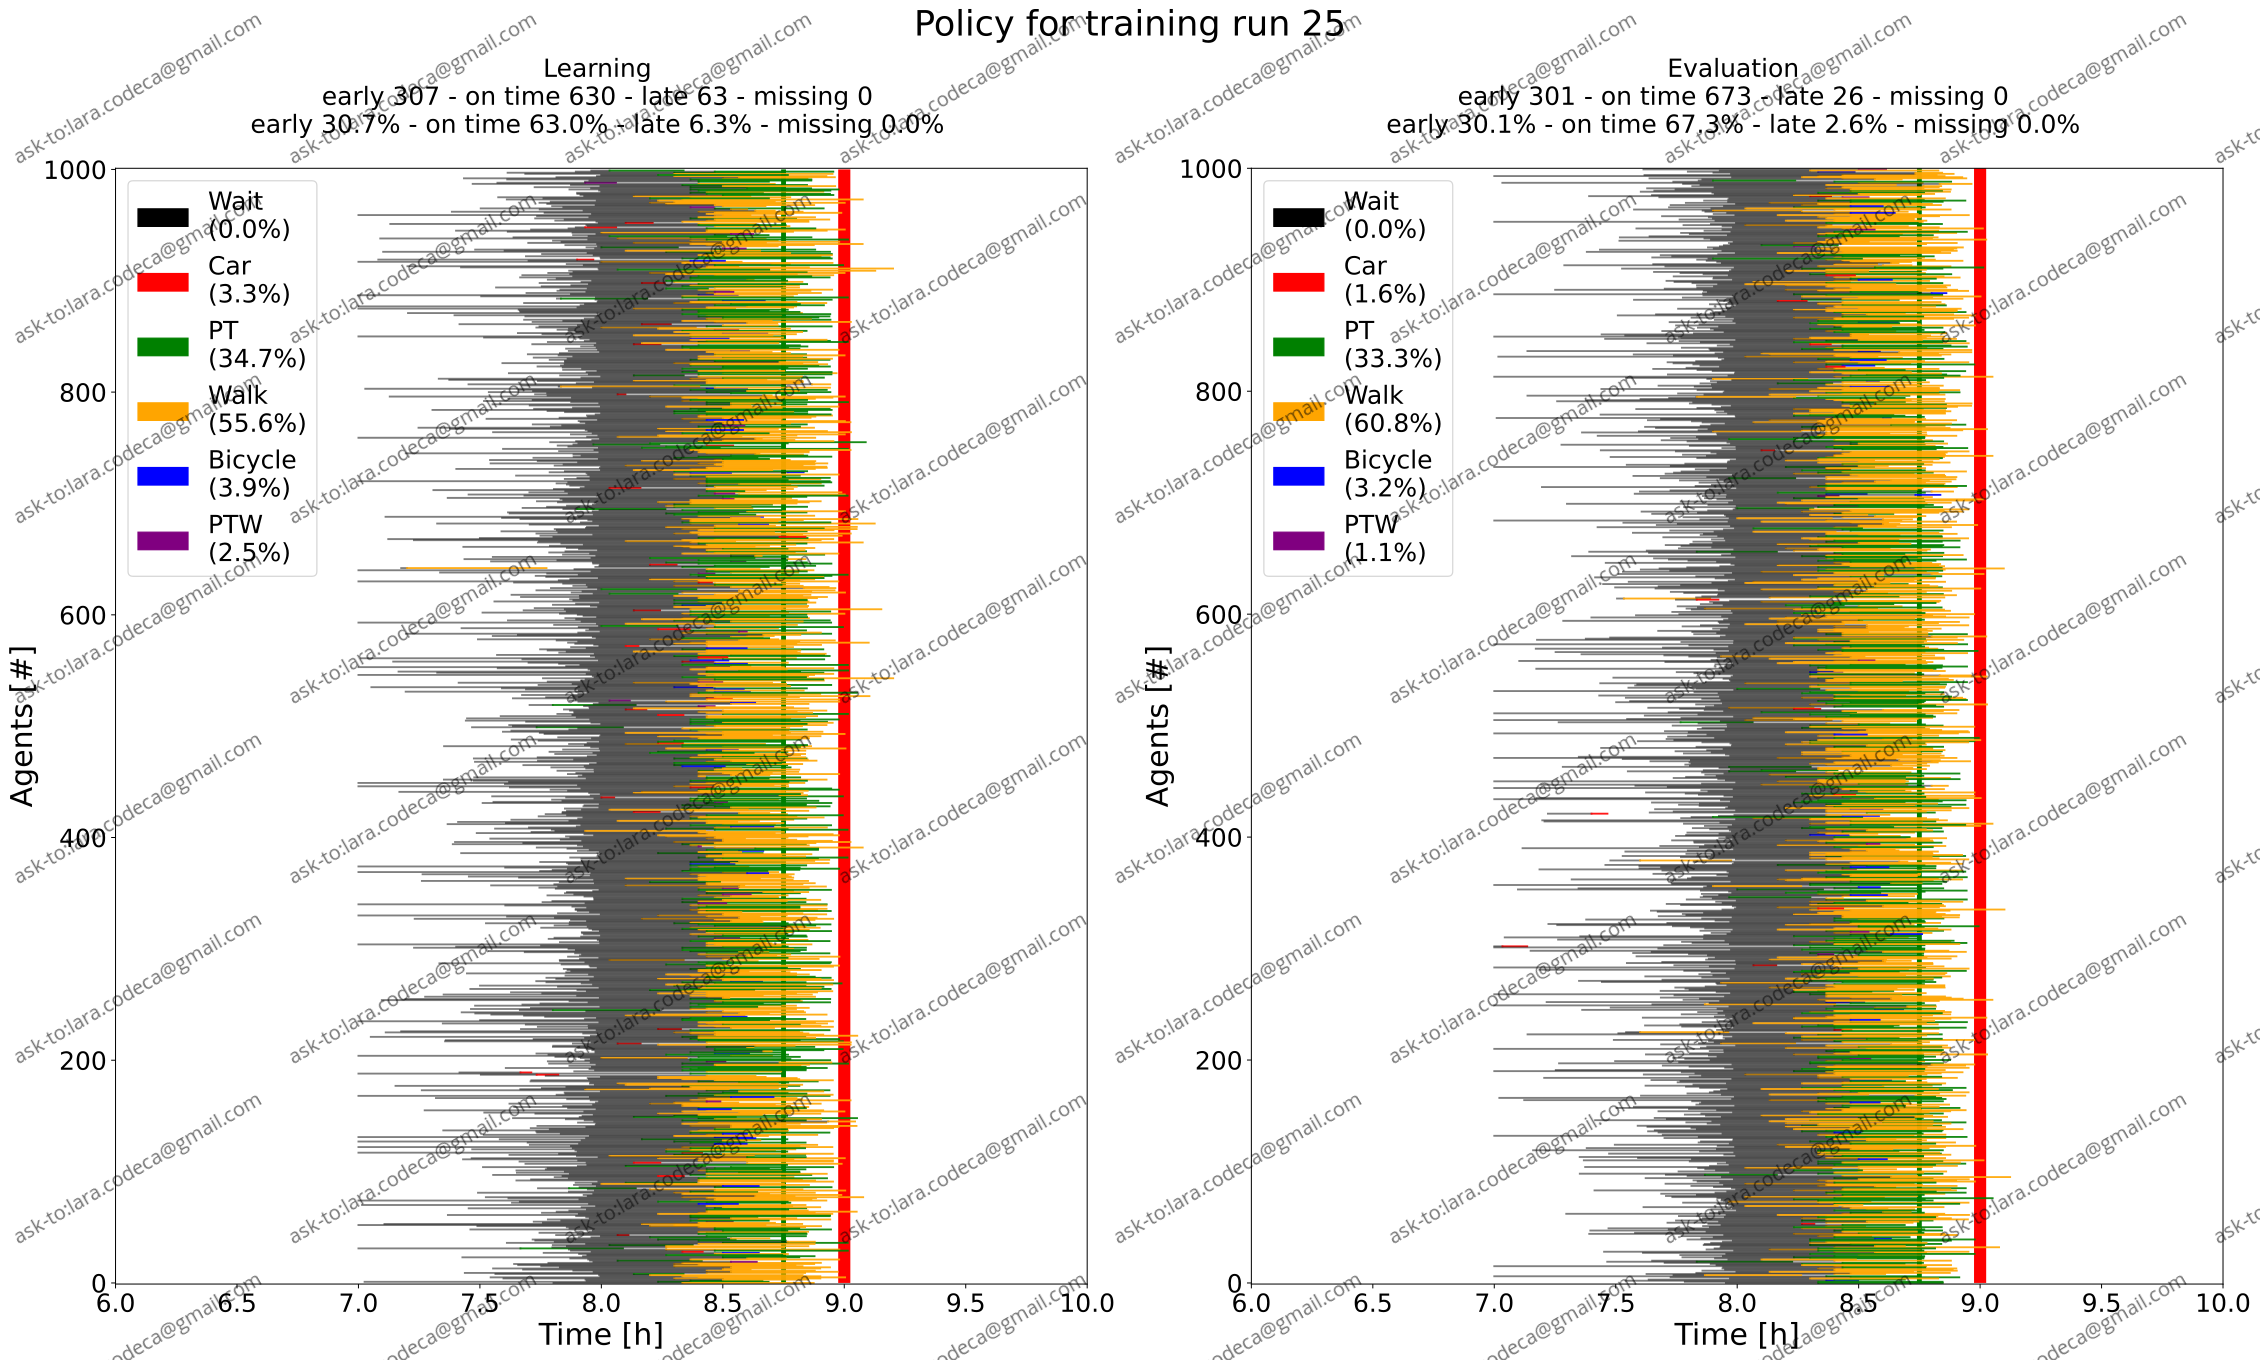 Policy for training run 25
Learning
early 307 - on time 630 - late 63 - missing 0
early 30.7% - on time 63.0% - late 6.3% - missing 0.0%
1000
800
600
400
200
0
Agents [#]
Wait
(0.0%)
Car
(3.3%)
PT
(34.7%)
Walk
(55.6%)
Bicycle
(3.9%)
PTW
(2.5%)
6.0 6.5 7.0 7.5 8.0 8.5 9.0 9.5 10.0
Time [h]
Evaluation
early 301 - on time 673 - late 26 - missing 0
early 30.1% - on time 67.3% - late 2.6% - missing 0.0%
1000
800
600
400
200
0
Agents [#]
Wait
(0.0%)
Car
(1.6%)
PT
(33.3%)
Walk
(60.8%)
Bicycle
(3.2%)
PTW
(1.1%)
6.0 6.5 7.0 7.5 8.0 8.5 9.0 9.5 10.0
Time [h]
ask-to:lara.codeca@gmail.com